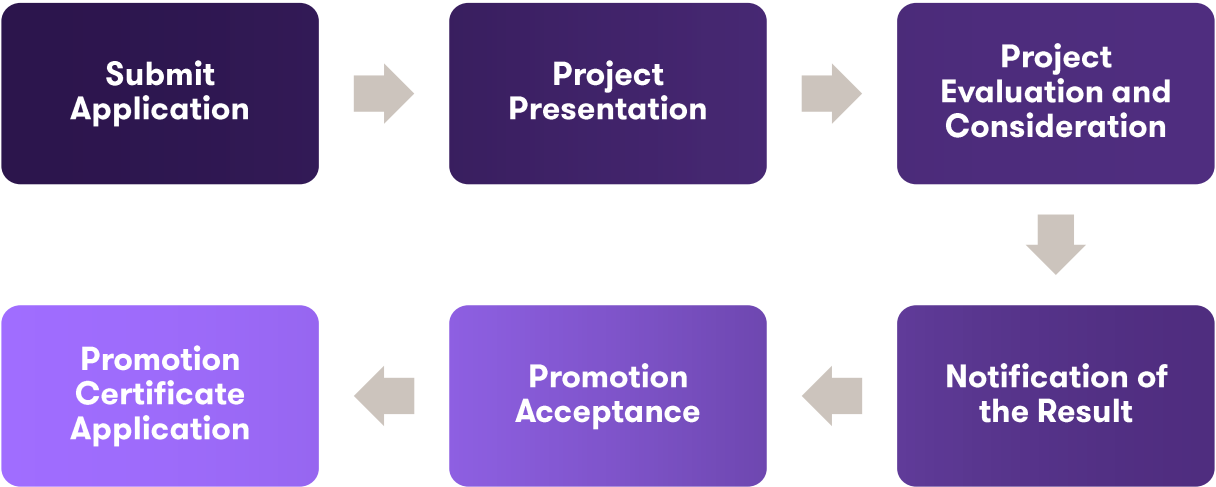 Submit
Application
Project
Presentation
Project
Evaluation and
Consideration
Notification of
the Result
Promotion
Acceptance
Promotion
Certificate
Application